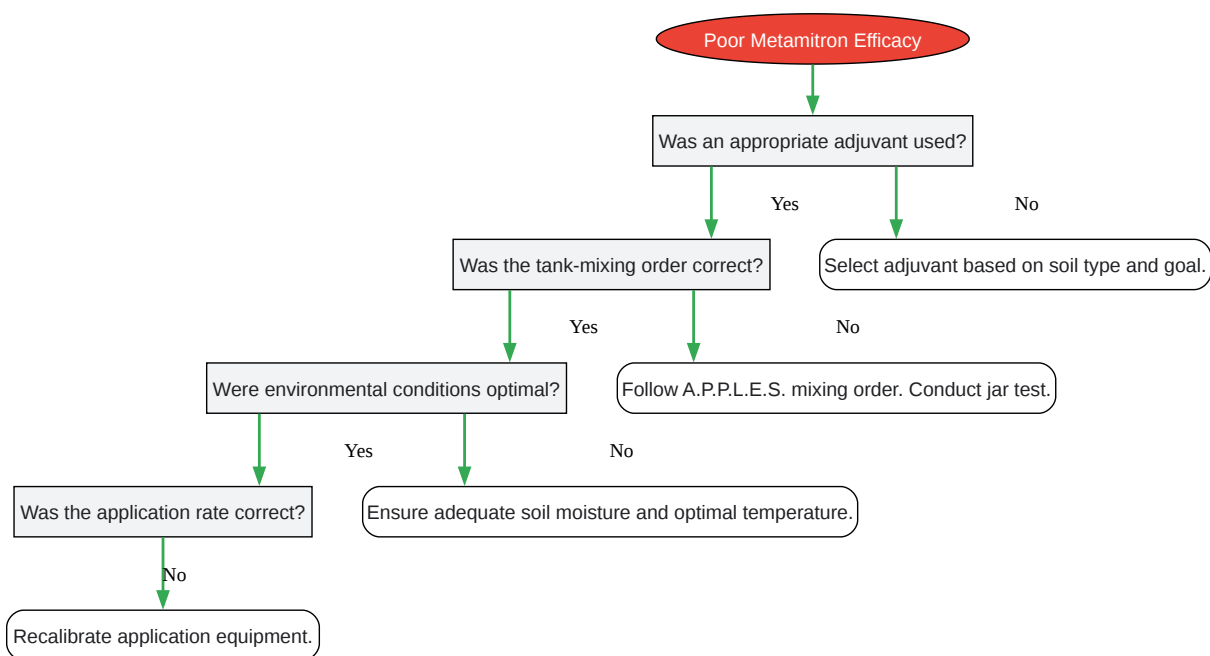 Poor Metamitron Efficacy
Was an appropriate adjuvant used?
Yes
No
Was the tank-mixing order correct?
Select adjuvant based on soil type and goal.
Yes
No
Were environmental conditions optimal?
Follow A.P.P.L.E.S. mixing order. Conduct jar test.
Yes
No
Was the application rate correct?
Ensure adequate soil moisture and optimal temperature.
No
Recalibrate application equipment.